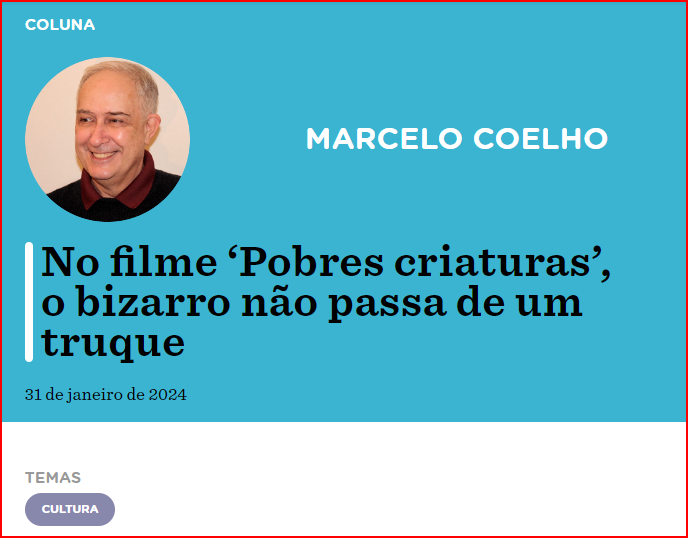 COLUNA
MARCELO COELHO
No filme ‘Pobres criaturas’,
o bizarro não passa de um
truque
31 de janeiro de 2024
TEMAS
CULTURA